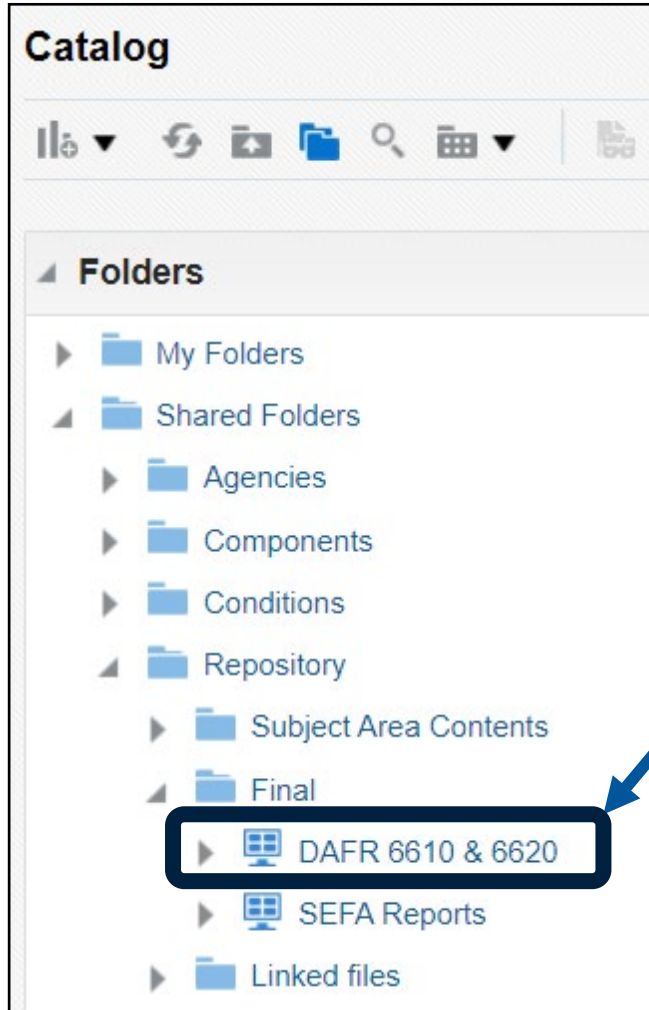 Catalog
Folders
My Folders
Shared Folders
Agencies
Components
Conditions
Repository
Subject Area Contents
Final
DAFR 6610 & 6620
SEFA Reports
Linked files